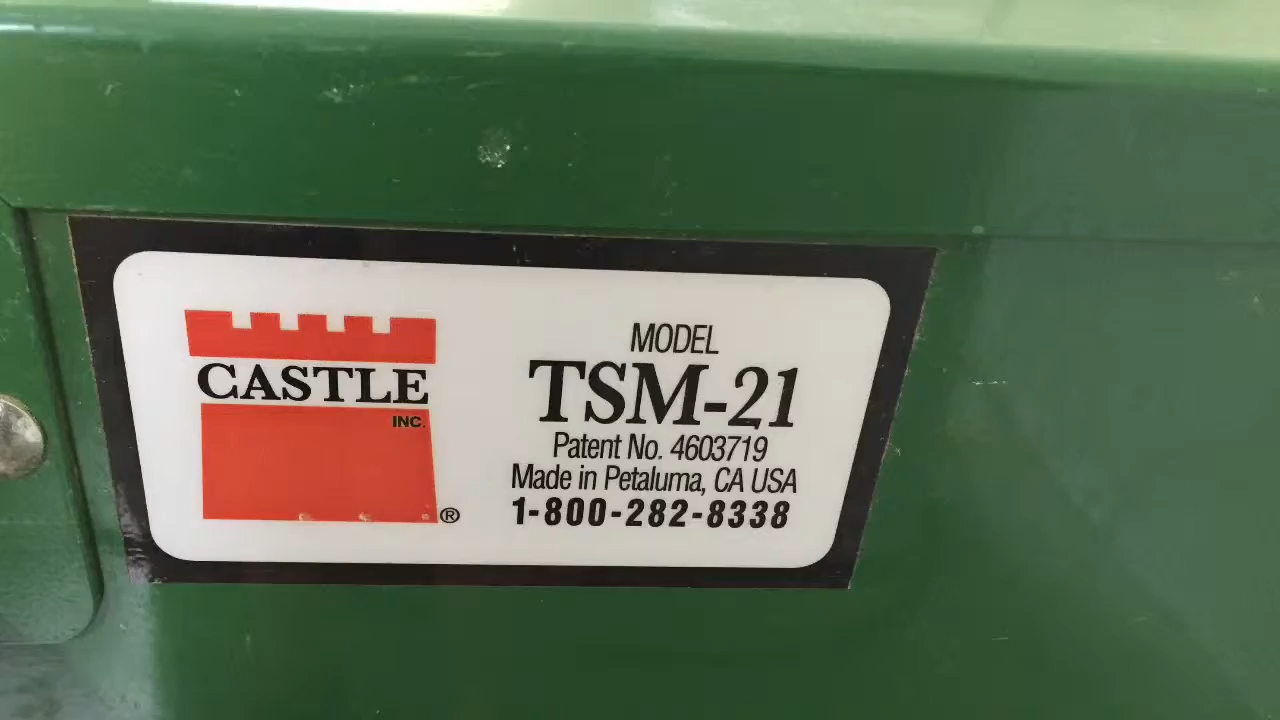 CASTLE
INC.
®
MODEL
TSM-21
Patent No. 4603719
Made in Petaluma, CA USA
1-800-282-8338